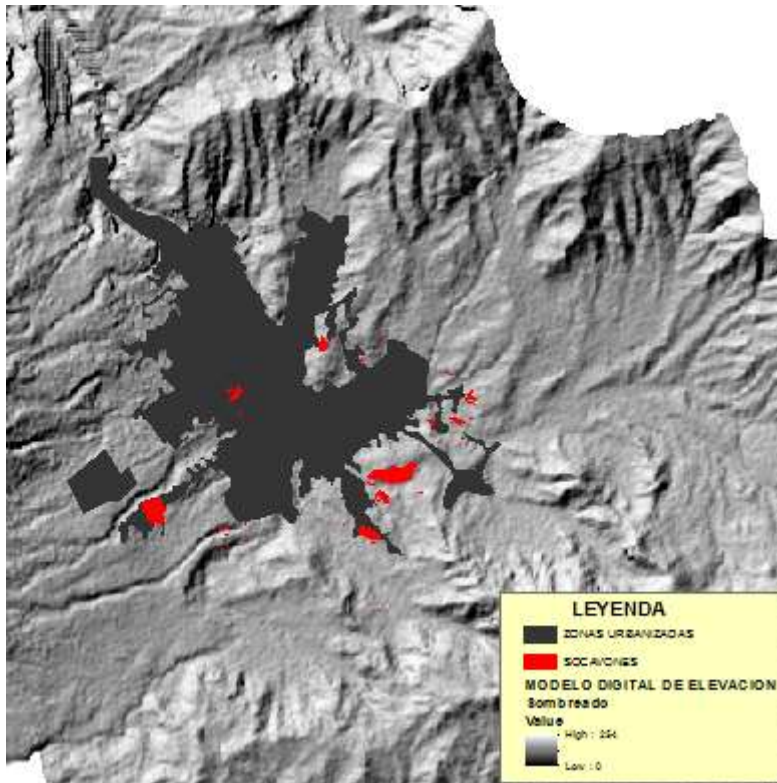 LEYENDA
ZONAS URBANIZADAS
SOCAVONES
MODELO DIGITAL DE ELEVACION
Sombreado
Value
High : 254
Low : 0